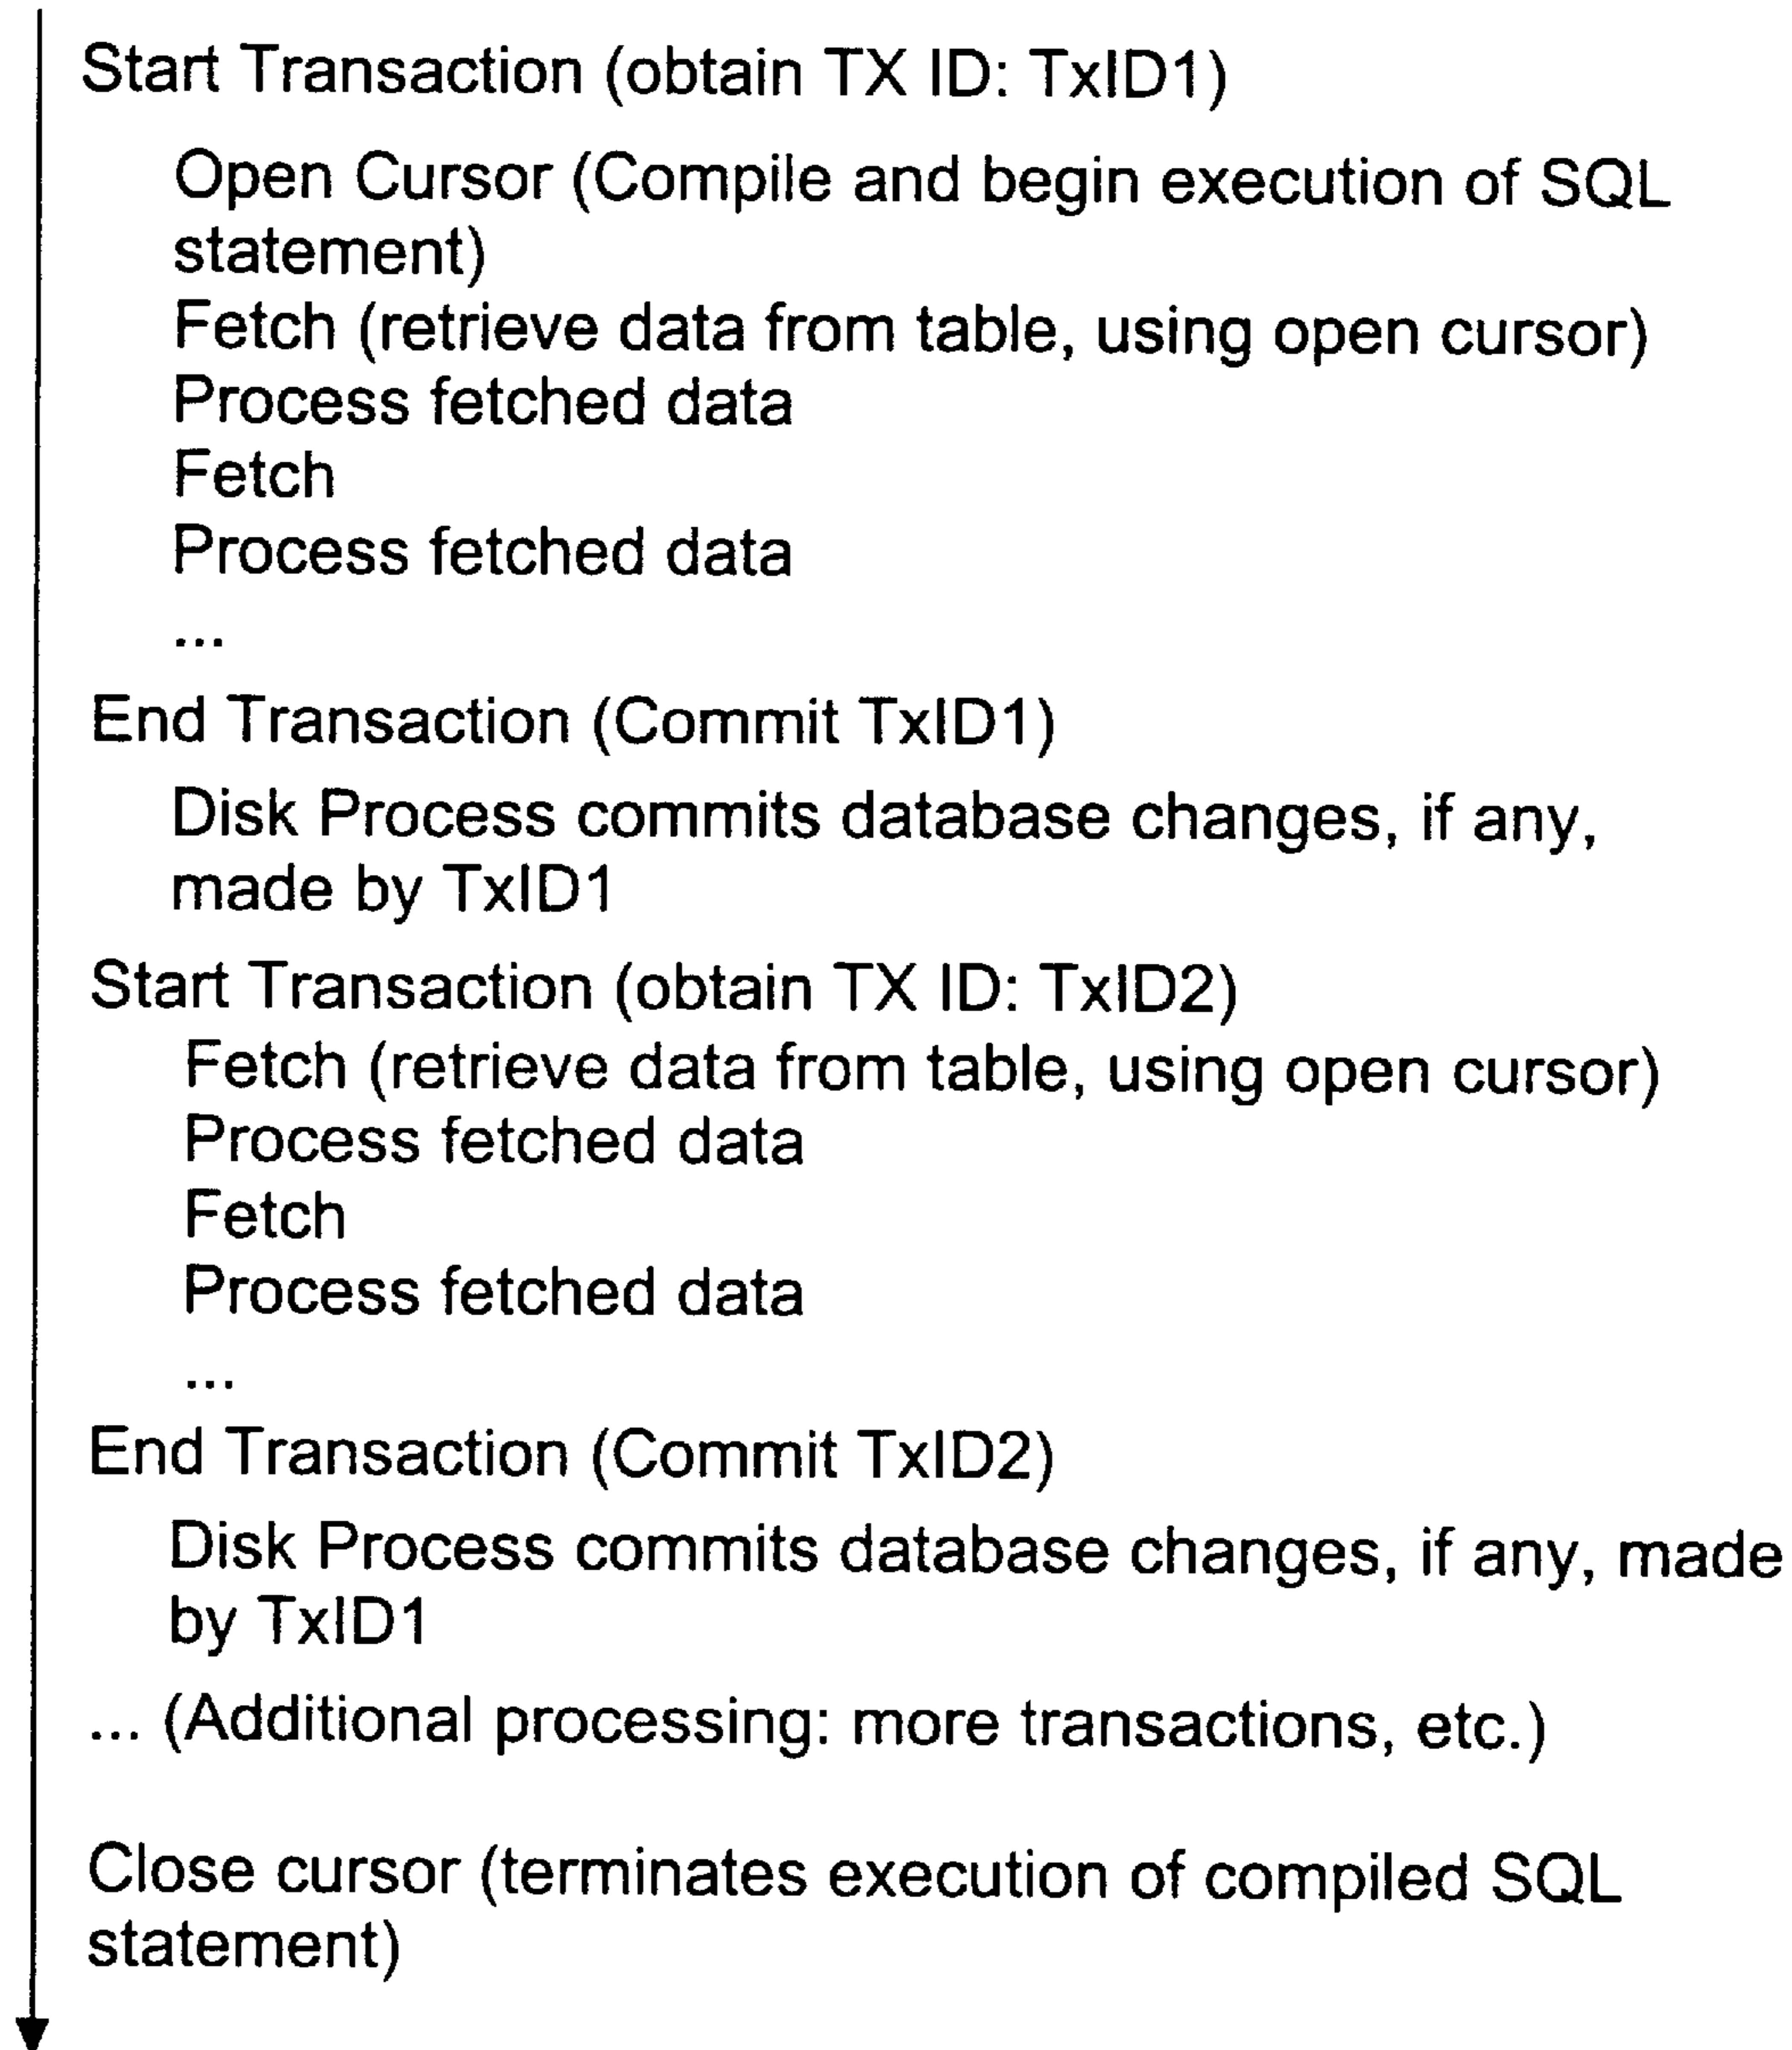 Start Transaction (obtain TX ID: TxID1)
Open Cursor (Compile and begin execution of SQL
statement)
Fetch (retrieve data from table, using open cursor)
Process fetched data
Fetch
Process fetched data
...
End Transaction (Commit TxID1)
Disk Process commits database changes, if any,
made by TxID1
Start Transaction (obtain TX ID: TxID2)
Fetch (retrieve data from table, using open cursor)
Process fetched data
Fetch
Process fetched data
...
End Transaction (Commit TxID2)
Disk Process commits database changes, if any, made
by TxID1
... (Additional processing: more transactions, etc.)
Close cursor (terminates execution of compiled SQL
statement)